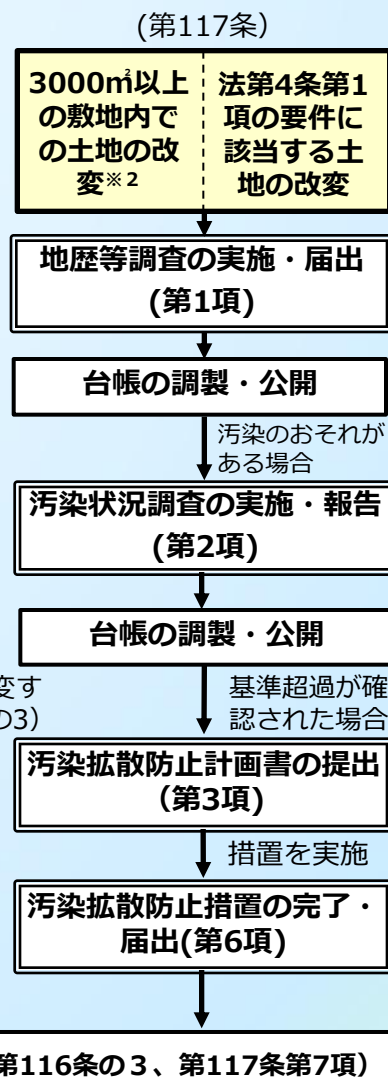 (第117条)
3000㎡以上
の敷地内で
の土地の改
変※2
法第4条第1
項の要件に
該当する土
地の改変
地歴等調査の実施・届出
(第1項)
台帳の調製・公開
汚染のおそれが
ある場合
汚染状況調査の実施・報告
(第2項)
台帳の調製・公開
変す
の3)
基準超過が確
認された場合
汚染拡散防止計画書の提出
(第3項)
措置を実施
汚染拡散防止措置の完了・
届出(第6項)
第116条の3、第117条第7項)